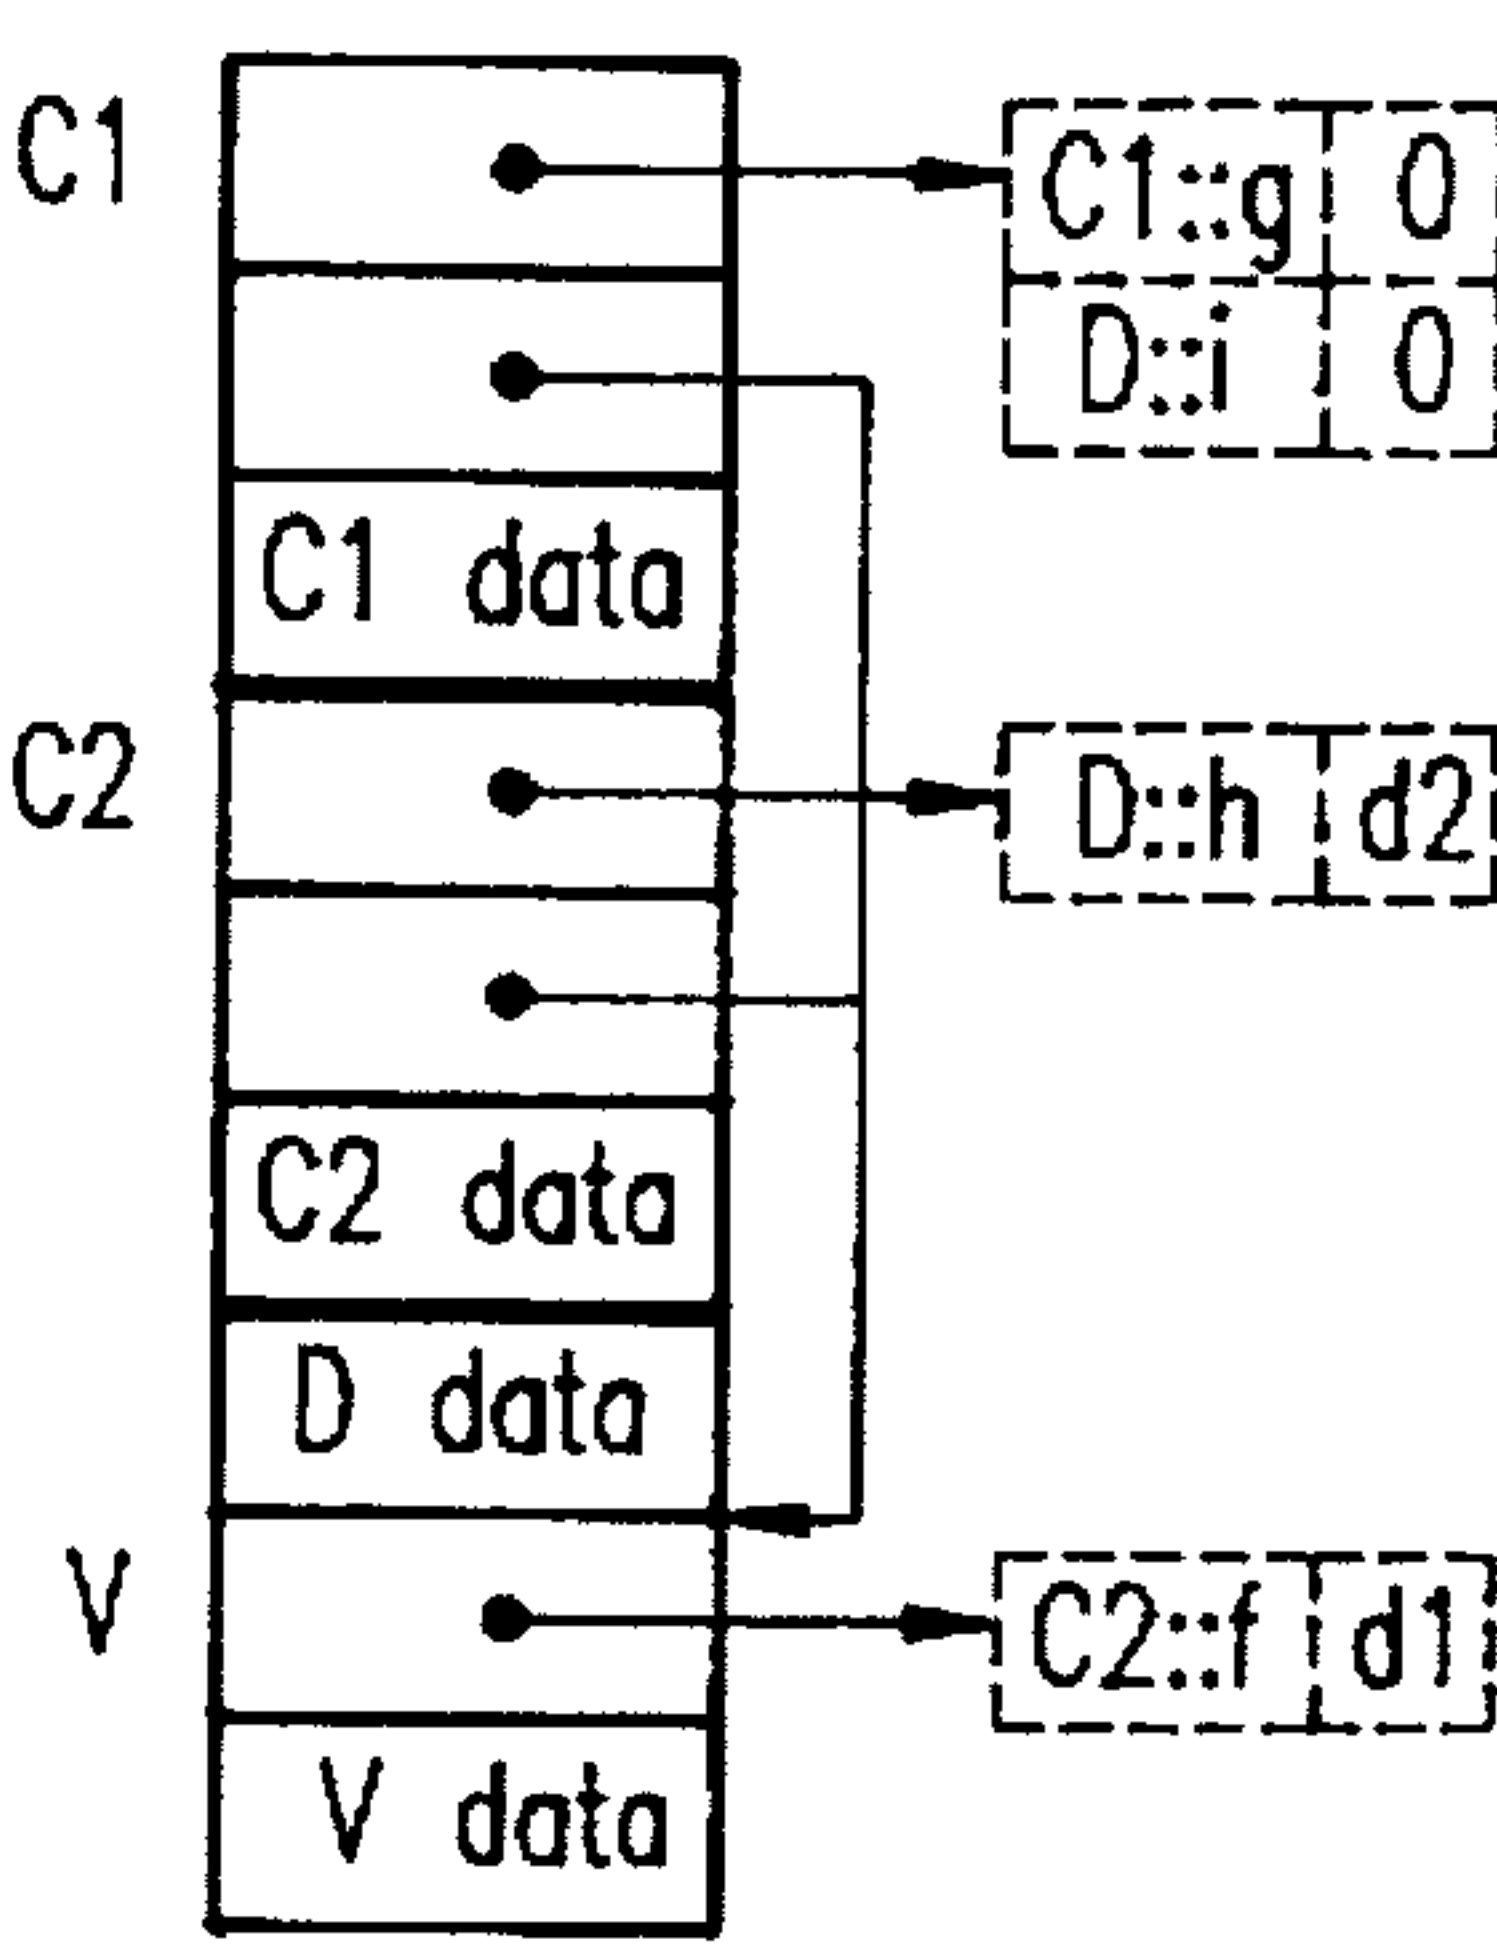 C1
C1::g 0
D::i 0
C1 data
C2
D::h d2
C2 data
D data
V
C2::f d1
V data